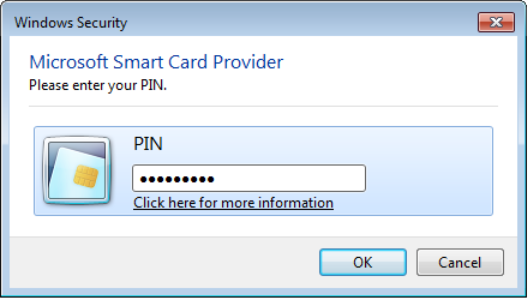 Windows Security
Microsoft Smart Card Provider
Please enter your PIN.
PIN
●●●●●●●●●
Click here for more information
OK Cancel